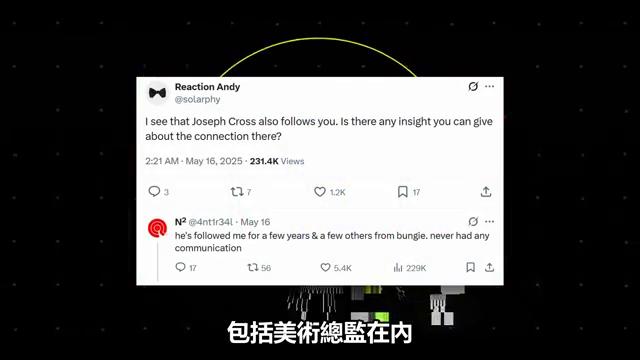 Reaction Andy
@solarphy
I see that Joseph Cross also follows you. Is there any insight you can give
about the connection there?
2:21 AM · May 16, 2025 · 231.4K Views
3 7 1.2K 17
N² @4nt1r34l · May 16
he's followed me for a few years & a few others from bungie. never had any
communication
17 56 5.4K 229K
包括美術總監在內